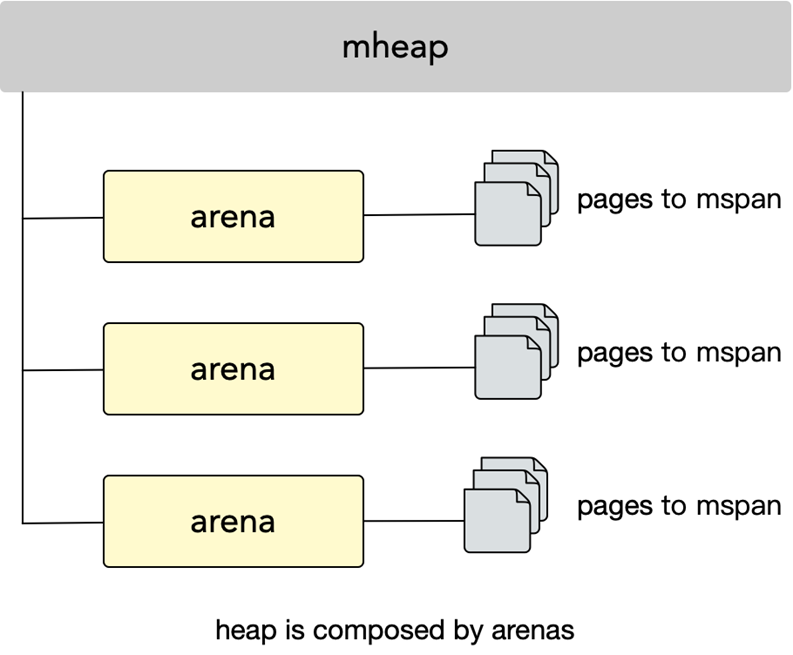 mheap
arena
pages to mspan
arena
pages to mspan
arena
pages to mspan
heap is composed by arenas